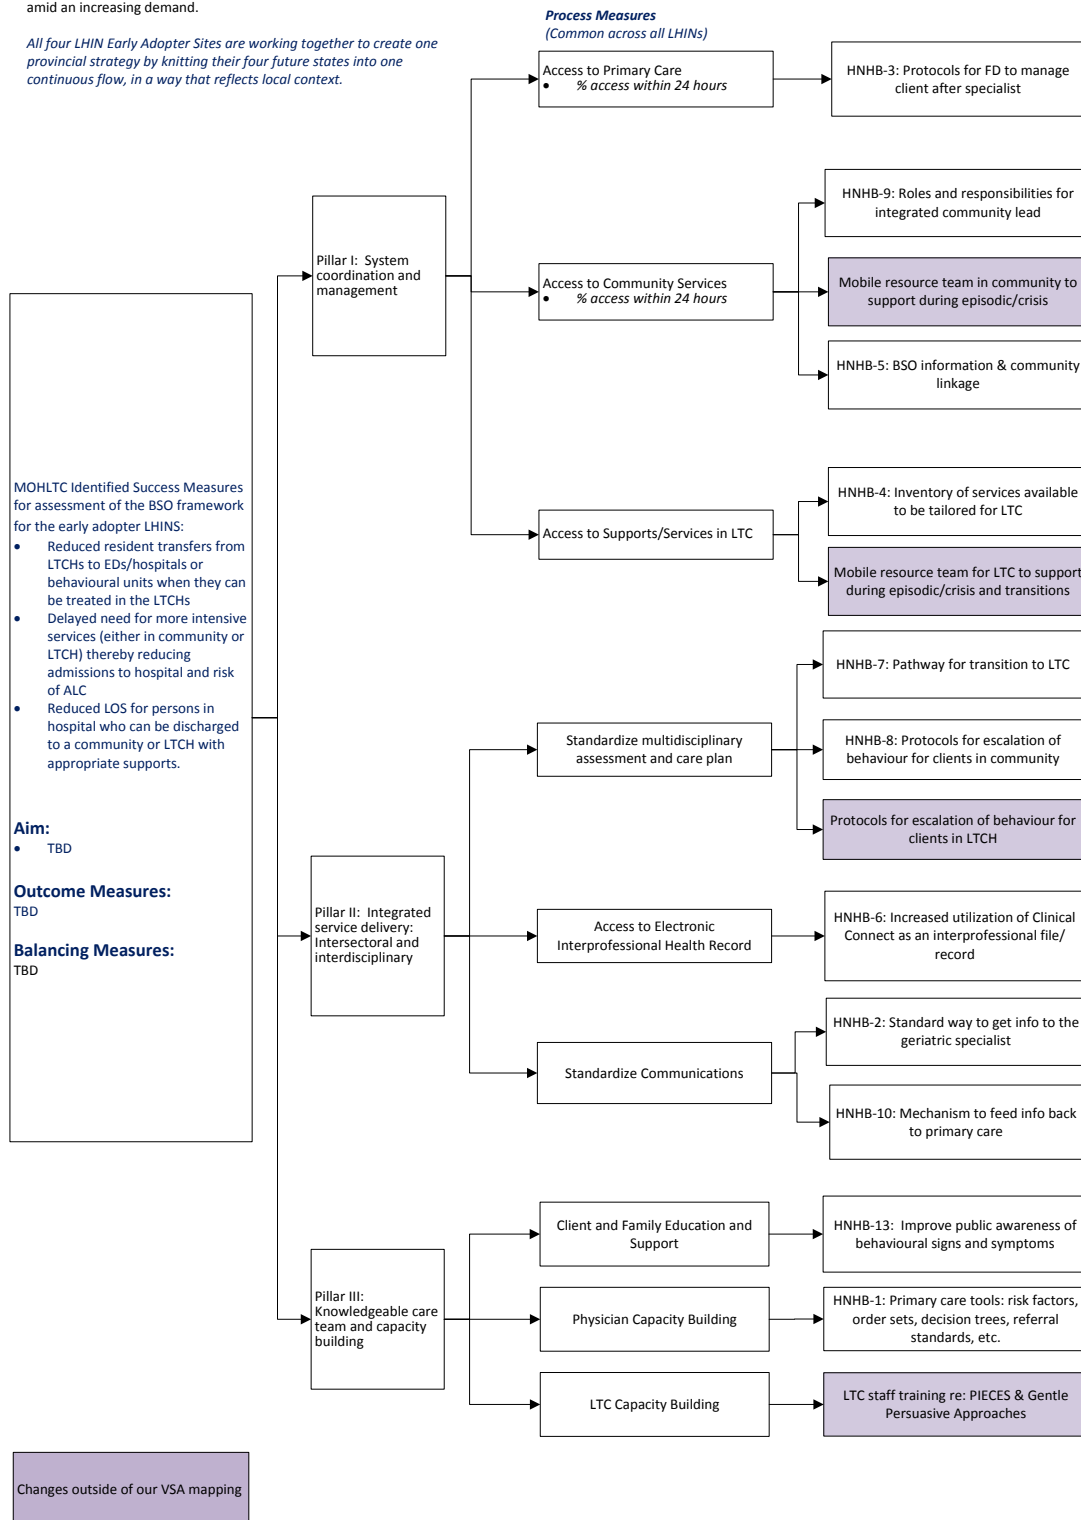 amid an increasing demand.
All four LHIN Early Adopter Sites are working together to create one
provincial strategy by knitting their four future states into one
continuous flow, in a way that reflects local context.
Process Measures
(Common across all LHINs)
Access to Primary Care
• % access within 24 hours
HNHB-3: Protocols for FD to manage
client after specialist
Pillar I: System
coordination and
management
Access to Community Services
• % access within 24 hours
HNHB-9: Roles and responsibilities for
integrated community lead
Mobile resource team in community to
support during episodic/crisis
HNHB-5: BSO information & community
linkage
Access to Supports/Services in LTC
HNHB-4: Inventory of services available
to be tailored for LTC
Mobile resource team for LTC to support
during episodic/crisis and transitions
MOHLTC Identified Success Measures
for assessment of the BSO framework
for the early adopter LHINS:
• Reduced resident transfers from
LTCHs to EDs/hospitals or
behavioural units when they can
be treated in the LTCHs
• Delayed need for more intensive
services (either in community or
LTCH) thereby reducing
admissions to hospital and risk
of ALC
• Reduced LOS for persons in
hospital who can be discharged
to a community or LTCH with
appropriate supports.
Aim:
• TBD
Outcome Measures:
TBD
Balancing Measures:
TBD
Pillar II: Integrated
service delivery:
Intersectoral and
interdisciplinary
Standardize multidisciplinary
assessment and care plan
HNHB-7: Pathway for transition to LTC
HNHB-8: Protocols for escalation of
behaviour for clients in community
Protocols for escalation of behaviour for
clients in LTCH
Access to Electronic
Interprofessional Health Record
HNHB-6: Increased utilization of Clinical
Connect as an interprofessional file/
record
Standardize Communications
HNHB-2: Standard way to get info to the
geriatric specialist
HNHB-10: Mechanism to feed info back
to primary care
Pillar III:
Knowledgeable care
team and capacity
building
Client and Family Education and
Support
HNHB-13: Improve public awareness of
behavioural signs and symptoms
Physician Capacity Building
HNHB-1: Primary care tools: risk factors,
order sets, decision trees, referral
standards, etc.
LTC Capacity Building
LTC staff training re: PIECES & Gentle
Persuasive Approaches
Changes outside of our VSA mapping